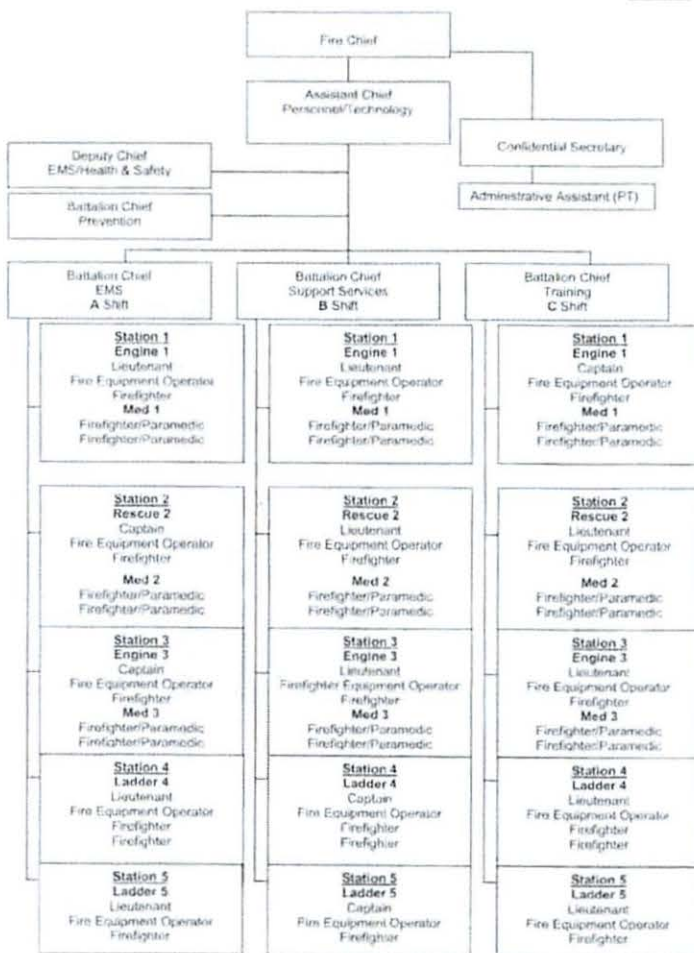 Fire Chief
Assistant Chief
Personnel/Technology
Confidential Secretary
Administrative Assistant (PT)
Deputy Chief
EMS/Health & Safety
Battalion Chief
Prevention
Battalion Chief
EMS
A Shift
Station 1
Engine 1
Lieutenant
Fire Equipment Operator
Firefighter
Med 1
Firefighter/Paramedic
Firefighter/Paramedic
Station 2
Rescue 2
Captain
Fire Equipment Operator
Firefighter
Med 2
Firefighter/Paramedic
Firefighter/Paramedic
Station 3
Engine 3
Captain
Fire Equipment Operator
Firefighter
Med 3
Firefighter/Paramedic
Firefighter/Paramedic
Station 4
Ladder 4
Lieutenant
Fire Equipment Operator
Firefighter
Firefighter
Station 5
Ladder 5
Lieutenant
Fire Equipment Operator
Firefighter
Battalion Chief
Support Services
B Shift
Station 1
Engine 1
Lieutenant
Fire Equipment Operator
Firefighter
Med 1
Firefighter/Paramedic
Firefighter/Paramedic
Station 2
Rescue 2
Lieutenant
Fire Equipment Operator
Firefighter
Med 2
Firefighter/Paramedic
Firefighter/Paramedic
Station 3
Engine 3
Lieutenant
Firefighter Equipment Operator
Firefighter
Med 3
Firefighter/Paramedic
Firefighter/Paramedic
Station 4
Ladder 4
Captain
Fire Equipment Operator
Firefighter
Firefighter
Station 5
Ladder 5
Captain
Fire Equipment Operator
Firefighter
Battalion Chief
Training
C Shift
Station 1
Engine 1
Captain
Fire Equipment Operator
Firefighter
Med 1
Firefighter/Paramedic
Firefighter/Paramedic
Station 2
Rescue 2
Lieutenant
Fire Equipment Operator
Firefighter
Med 2
Firefighter/Paramedic
Firefighter/Paramedic
Station 3
Engine 3
Lieutenant
Fire Equipment Operator
Firefighter
Med 3
Firefighter/Paramedic
Firefighter/Paramedic
Station 4
Ladder 4
Lieutenant
Fire Equipment Operator
Firefighter
Firefighter
Station 5
Ladder 5
Lieutenant
Fire Equipment Operator
Firefighter